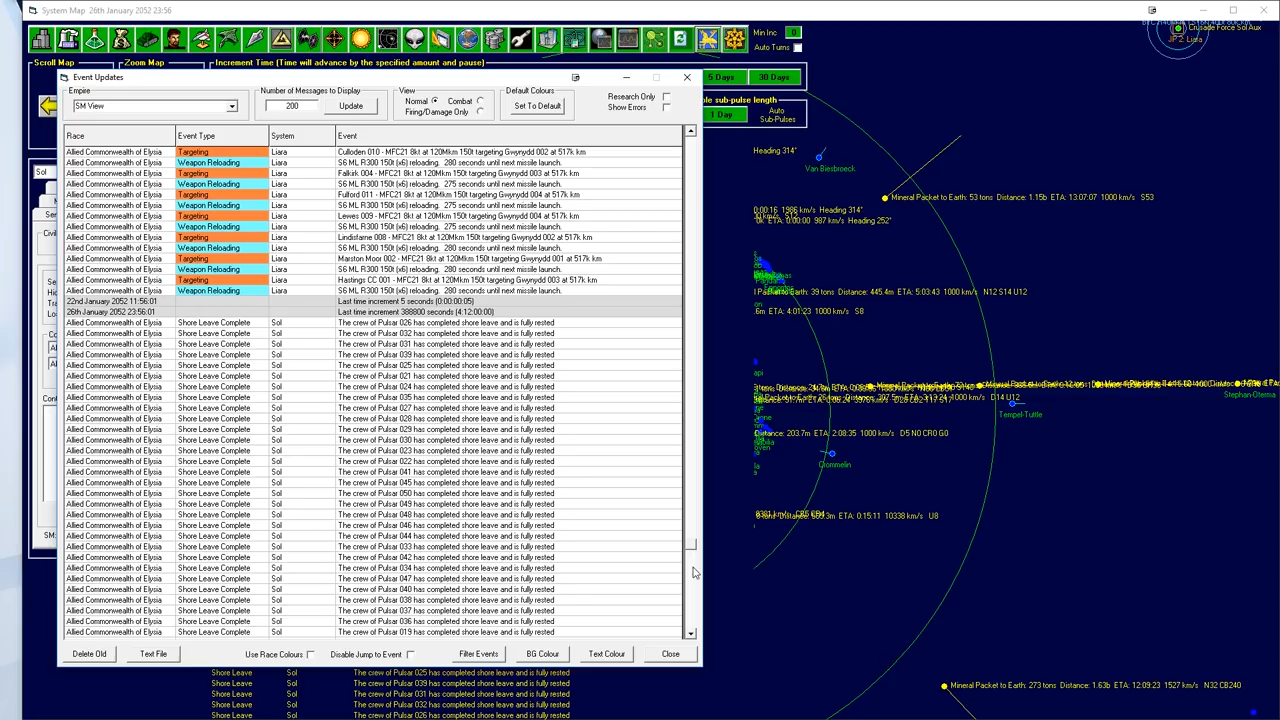 System Map  26th January 2052 23:56
Min Inc 0
Auto Turns
Scroll Map
Zoom Map
Increment Time (Time will advance by the specified amount and pause)
5 Days
30 Days
1 Day
Auto Sub-Pulses
Sol
Event Updates
Empire
SM View
Number of Messages to Display
200
Update
View
Normal
Combat
Firing/Damage Only
Default Colours
Set To Default
Research Only
Show Errors
Race Event Type System Event
Allied Commonwealth of Elysia Targeting Liara Culloden 010 - MFC21 8kt at 120Mkm 150t targeting Gwynydd 002 at 517k km
Allied Commonwealth of Elysia Weapon Reloading Liara S6 ML R300 150t (x6) reloading. 280 seconds until next missile launch.
Allied Commonwealth of Elysia Targeting Liara Falkirk 004 - MFC21 8kt at 120Mkm 150t targeting Gwynydd 003 at 517k km
Allied Commonwealth of Elysia Weapon Reloading Liara S6 ML R300 150t (x6) reloading. 275 seconds until next missile launch.
Allied Commonwealth of Elysia Targeting Liara Fulford 011 - MFC21 8kt at 120Mkm 150t targeting Gwynydd 004 at 517k km
Allied Commonwealth of Elysia Weapon Reloading Liara S6 ML R300 150t (x6) reloading. 275 seconds until next missile launch.
Allied Commonwealth of Elysia Targeting Liara Lewes 009 - MFC21 8kt at 120Mkm 150t targeting Gwynydd 004 at 517k km
Allied Commonwealth of Elysia Weapon Reloading Liara S6 ML R300 150t (x6) reloading. 275 seconds until next missile launch.
Allied Commonwealth of Elysia Targeting Liara Lindisfarne 008 - MFC21 8kt at 120Mkm 150t targeting Gwynydd 002 at 517k km
Allied Commonwealth of Elysia Weapon Reloading Liara S6 ML R300 150t (x6) reloading. 280 seconds until next missile launch.
Allied Commonwealth of Elysia Targeting Liara Marston Moor 002 - MFC21 8kt at 120Mkm 150t targeting Gwynydd 001 at 517k km
Allied Commonwealth of Elysia Weapon Reloading Liara S6 ML R300 150t (x6) reloading. 280 seconds until next missile launch.
Allied Commonwealth of Elysia Targeting Liara Hastings CC 001 - MFC21 8kt at 120Mkm 150t targeting Gwynydd 003 at 517k km
Allied Commonwealth of Elysia Weapon Reloading Liara S6 ML R300 150t (x6) reloading. 280 seconds until next missile launch.
22nd January 2052 11:56:01 Last time increment 5 seconds (0:00:00:05)
26th January 2052 23:56:01 Last time increment 388800 seconds (4:12:00:00)
Allied Commonwealth of Elysia Shore Leave Complete Sol The crew of Pulsar 026 has completed shore leave and is fully rested
Allied Commonwealth of Elysia Shore Leave Complete Sol The crew of Pulsar 032 has completed shore leave and is fully rested
Allied Commonwealth of Elysia Shore Leave Complete Sol The crew of Pulsar 031 has completed shore leave and is fully rested
Allied Commonwealth of Elysia Shore Leave Complete Sol The crew of Pulsar 039 has completed shore leave and is fully rested
Allied Commonwealth of Elysia Shore Leave Complete Sol The crew of Pulsar 025 has completed shore leave and is fully rested
Allied Commonwealth of Elysia Shore Leave Complete Sol The crew of Pulsar 021 has completed shore leave and is fully rested
Allied Commonwealth of Elysia Shore Leave Complete Sol The crew of Pulsar 024 has completed shore leave and is fully rested
Allied Commonwealth of Elysia Shore Leave Complete Sol The crew of Pulsar 035 has completed shore leave and is fully rested
Allied Commonwealth of Elysia Shore Leave Complete Sol The crew of Pulsar 027 has completed shore leave and is fully rested
Allied Commonwealth of Elysia Shore Leave Complete Sol The crew of Pulsar 028 has completed shore leave and is fully rested
Allied Commonwealth of Elysia Shore Leave Complete Sol The crew of Pulsar 029 has completed shore leave and is fully rested
Allied Commonwealth of Elysia Shore Leave Complete Sol The crew of Pulsar 030 has completed shore leave and is fully rested
Allied Commonwealth of Elysia Shore Leave Complete Sol The crew of Pulsar 023 has completed shore leave and is fully rested
Allied Commonwealth of Elysia Shore Leave Complete Sol The crew of Pulsar 022 has completed shore leave and is fully rested
Allied Commonwealth of Elysia Shore Leave Complete Sol The crew of Pulsar 041 has completed shore leave and is fully rested
Allied Commonwealth of Elysia Shore Leave Complete Sol The crew of Pulsar 045 has completed shore leave and is fully rested
Allied Commonwealth of Elysia Shore Leave Complete Sol The crew of Pulsar 050 has completed shore leave and is fully rested
Allied Commonwealth of Elysia Shore Leave Complete Sol The crew of Pulsar 049 has completed shore leave and is fully rested
Allied Commonwealth of Elysia Shore Leave Complete Sol The crew of Pulsar 048 has completed shore leave and is fully rested
Allied Commonwealth of Elysia Shore Leave Complete Sol The crew of Pulsar 046 has completed shore leave and is fully rested
Allied Commonwealth of Elysia Shore Leave Complete Sol The crew of Pulsar 044 has completed shore leave and is fully rested
Allied Commonwealth of Elysia Shore Leave Complete Sol The crew of Pulsar 033 has completed shore leave and is fully rested
Allied Commonwealth of Elysia Shore Leave Complete Sol The crew of Pulsar 042 has completed shore leave and is fully rested
Allied Commonwealth of Elysia Shore Leave Complete Sol The crew of Pulsar 034 has completed shore leave and is fully rested
Allied Commonwealth of Elysia Shore Leave Complete Sol The crew of Pulsar 047 has completed shore leave and is fully rested
Allied Commonwealth of Elysia Shore Leave Complete Sol The crew of Pulsar 040 has completed shore leave and is fully rested
Allied Commonwealth of Elysia Shore Leave Complete Sol The crew of Pulsar 038 has completed shore leave and is fully rested
Allied Commonwealth of Elysia Shore Leave Complete Sol The crew of Pulsar 037 has completed shore leave and is fully rested
Allied Commonwealth of Elysia Shore Leave Complete Sol The crew of Pulsar 036 has completed shore leave and is fully rested
Allied Commonwealth of Elysia Shore Leave Complete Sol The crew of Pulsar 019 has completed shore leave and is fully rested
Delete Old
Text File
Use Race Colours
Disable Jump to Event
Filter Events
BG Colour
Text Colour
Close
Shore Leave Sol The crew of Pulsar 025 has completed shore leave and is fully rested
Shore Leave Sol The crew of Pulsar 039 has completed shore leave and is fully rested
Shore Leave Sol The crew of Pulsar 031 has completed shore leave and is fully rested
Shore Leave Sol The crew of Pulsar 032 has completed shore leave and is fully rested
Shore Leave Sol The crew of Pulsar 026 has completed shore leave and is fully rested
Crusade Force Sol Aux
JP2: Liara
Heading 314°
Van Biesbroeck
Mineral Packet to Earth: 53 tons  Distance: 1.15b  ETA: 13:07:07  1000 km/s  S53
Tempel-Tuttle
Stephan-Oterma
Crommelin
Mineral Packet to Earth: 273 tons  Distance: 1.63b  ETA: 12:09:23  1527 km/s  N32 CB240